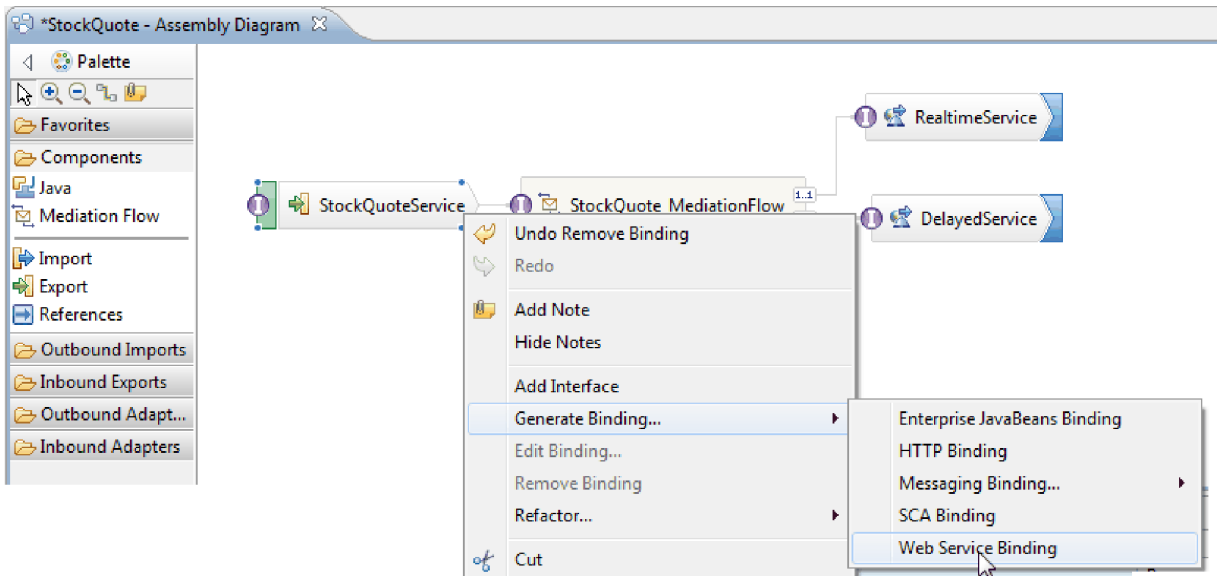 *StockQuote - Assembly Diagram
Palette
Favorites
Components
Java
Mediation Flow
Import
Export
References
Outbound Imports
Inbound Exports
Outbound Adapt...
Inbound Adapters
StockQuoteService
StockQuote_MediationFlow
1..1
RealtimeService
DelayedService
Undo Remove Binding
Redo
Add Note
Hide Notes
Add Interface
Generate Binding...
Edit Binding...
Remove Binding
Refactor...
Cut
Enterprise JavaBeans Binding
HTTP Binding
Messaging Binding...
SCA Binding
Web Service Binding